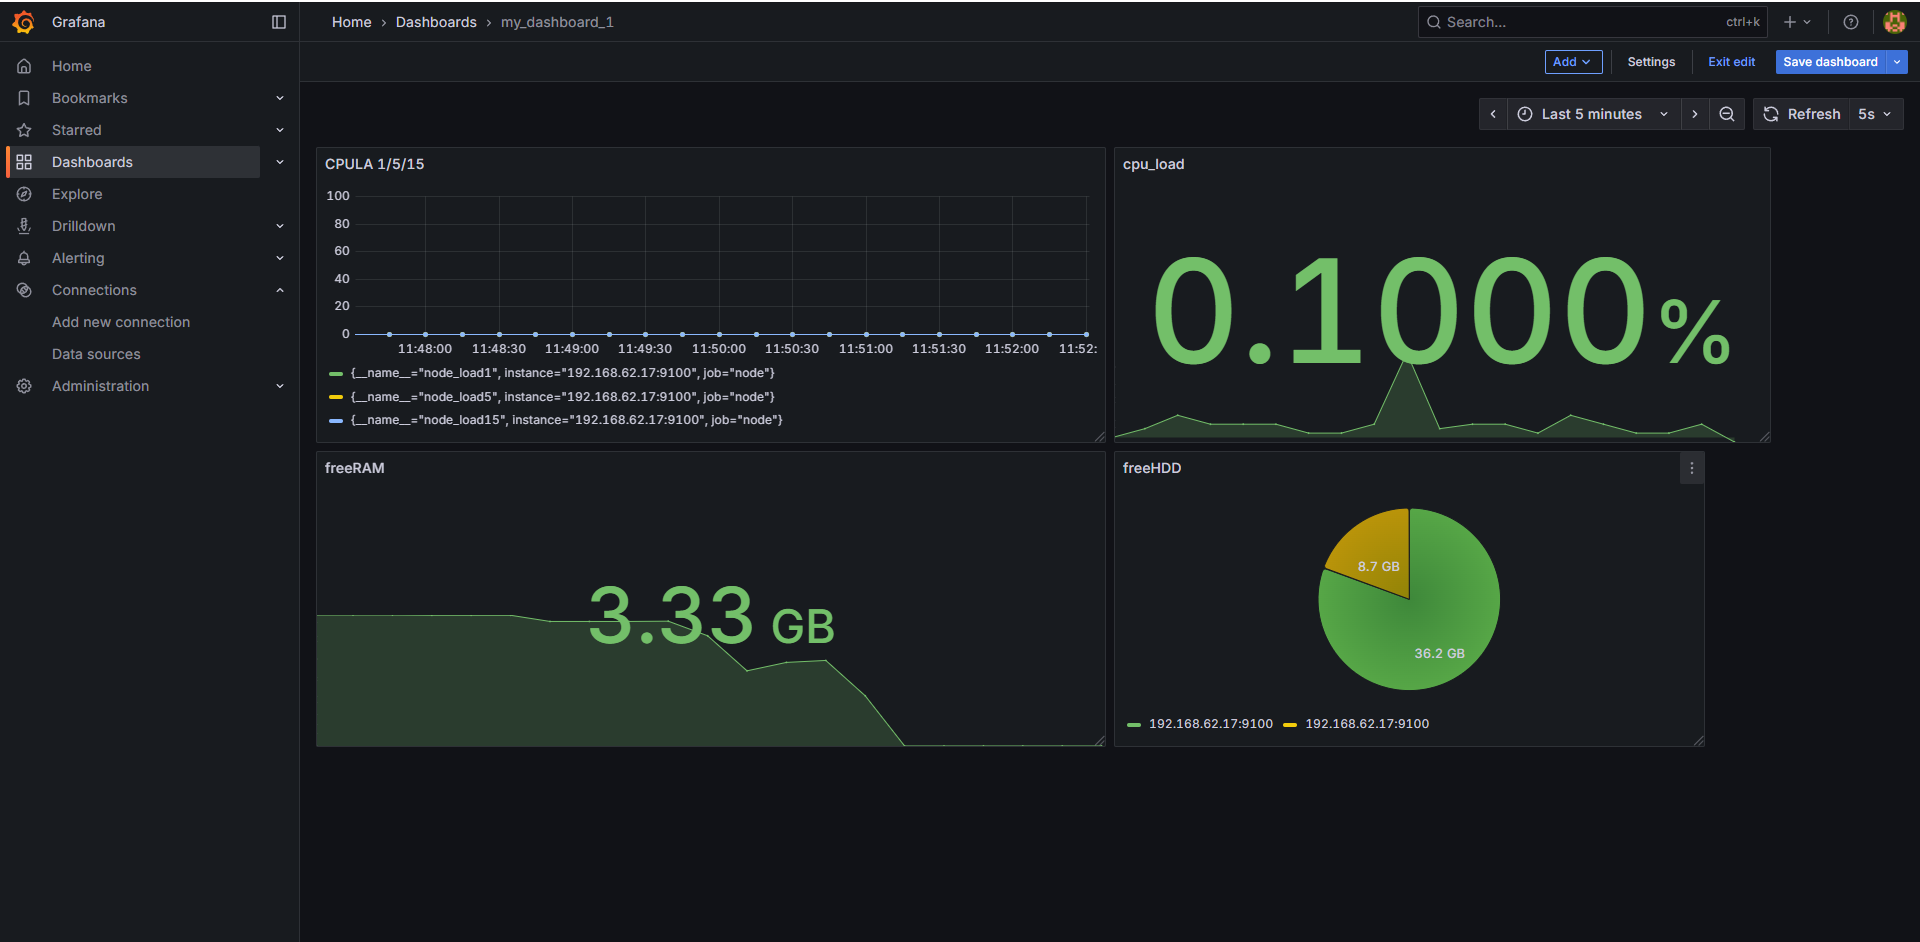 Grafana
Home › Dashboards › my_dashboard_1
Search...
ctrl+k
Home
Bookmarks
Starred
Dashboards
Explore
Drilldown
Alerting
Connections
Add new connection
Data sources
Administration
Add
Settings
Exit edit
Save dashboard
Last 5 minutes
Refresh
5s
CPULA 1/5/15
100
80
60
40
20
0
11:48:00 11:48:30 11:49:00 11:49:30 11:50:00 11:50:30 11:51:00 11:51:30 11:52:00 11:52:
{__name__="node_load1", instance="192.168.62.17:9100", job="node"}
{__name__="node_load5", instance="192.168.62.17:9100", job="node"}
{__name__="node_load15", instance="192.168.62.17:9100", job="node"}
cpu_load
0.1000%
freeRAM
3.33 GB
freeHDD
8.7 GB
36.2 GB
192.168.62.17:9100 192.168.62.17:9100